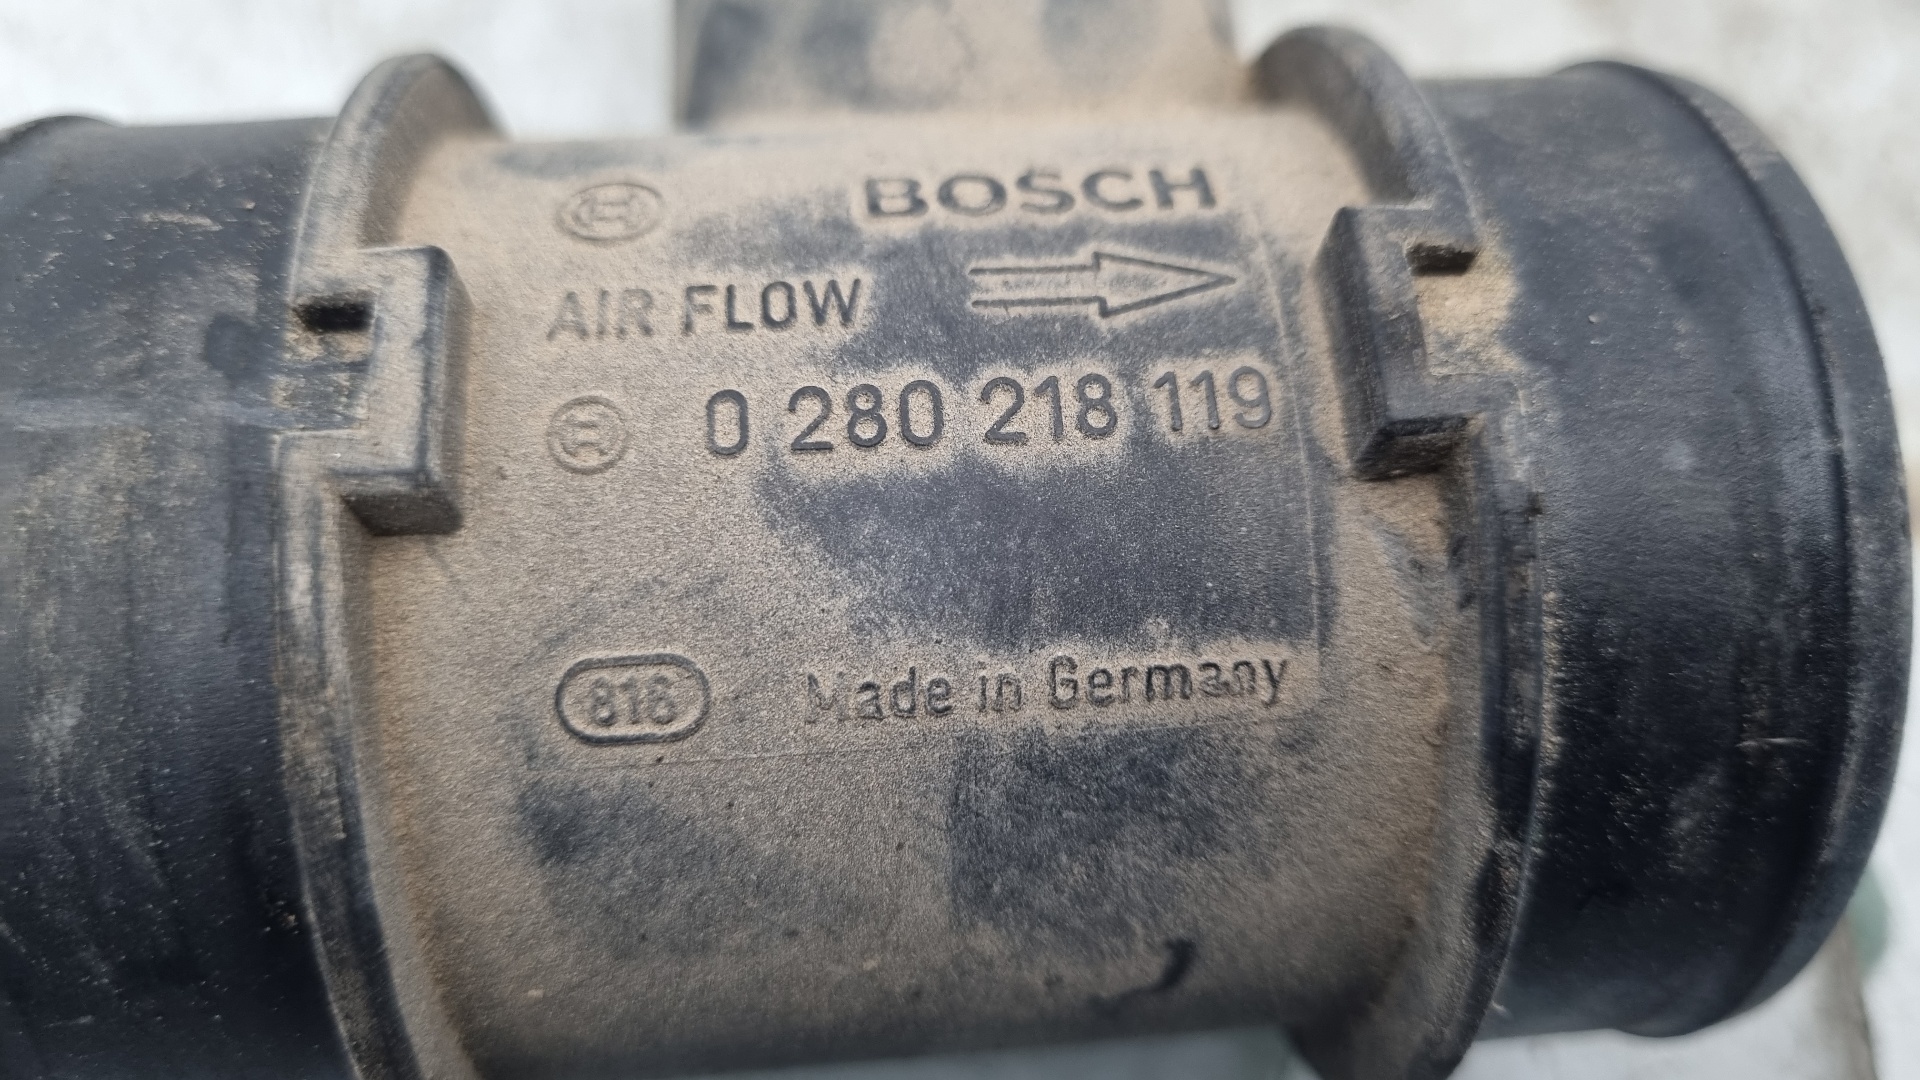 BOSCH
AIR FLOW
0 280 218 119
818 Made in Germany